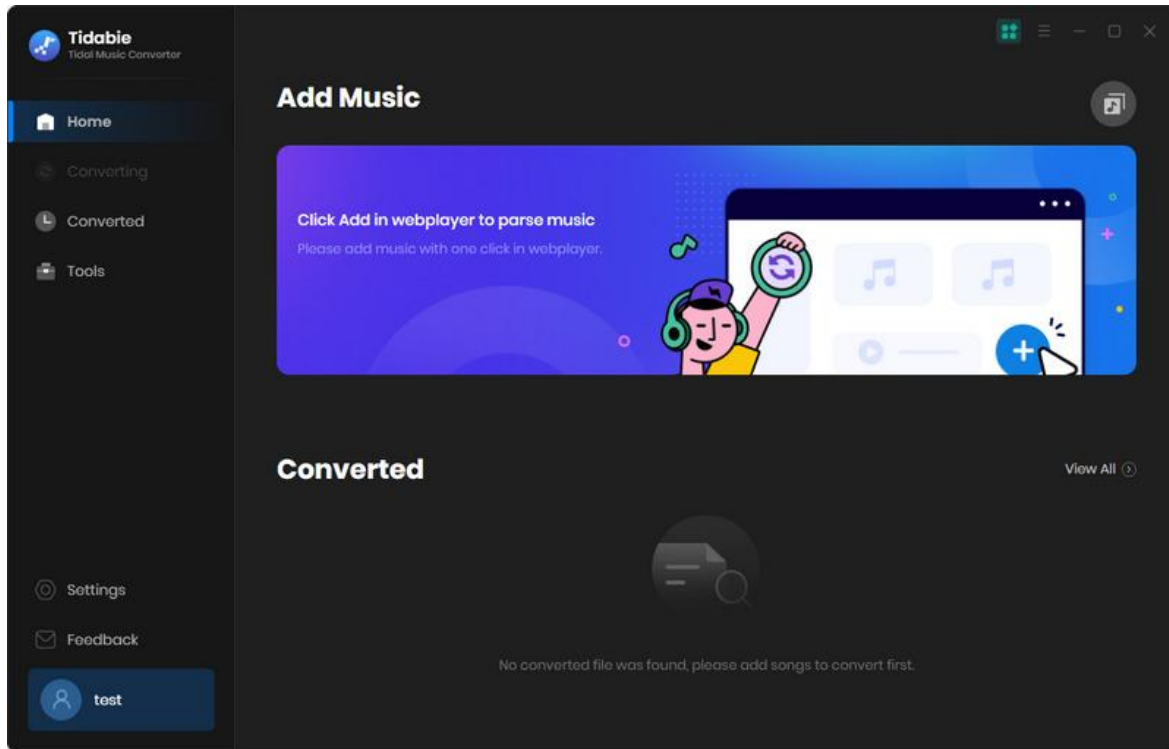 Tidabie
Tidal Music Converter
Home
Converting
Converted
Tools
Settings
Feedback
test
Add Music
Click Add in webplayer to parse music
Please add music with one click in webplayer.
Converted
View All
No converted file was found, please add songs to convert first.